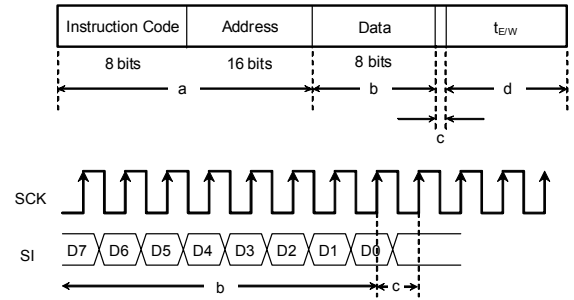 Instruction Code Address Data tE/W
8 bits 16 bits 8 bits
a b d
c
SCK
SI D7 D6 D5 D4 D3 D2 D1 D0
b c